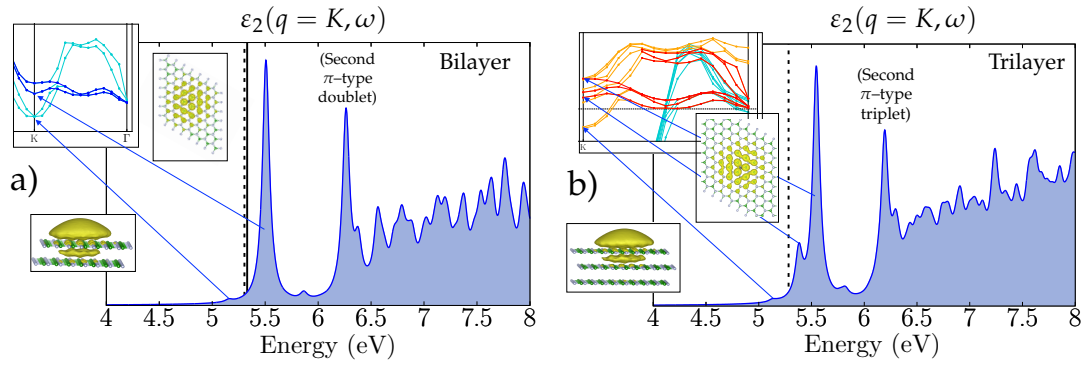 ε₂(q = K, ω)
K
Γ
(Second
π–type
doublet)
Bilayer
a)
4
4.5
5
5.5
6
6.5
7
7.5
8
Energy (eV)
ε₂(q = K, ω)
K
(Second
π–type
triplet)
Trilayer
b)
4
4.5
5
5.5
6
6.5
7
7.5
8
Energy (eV)